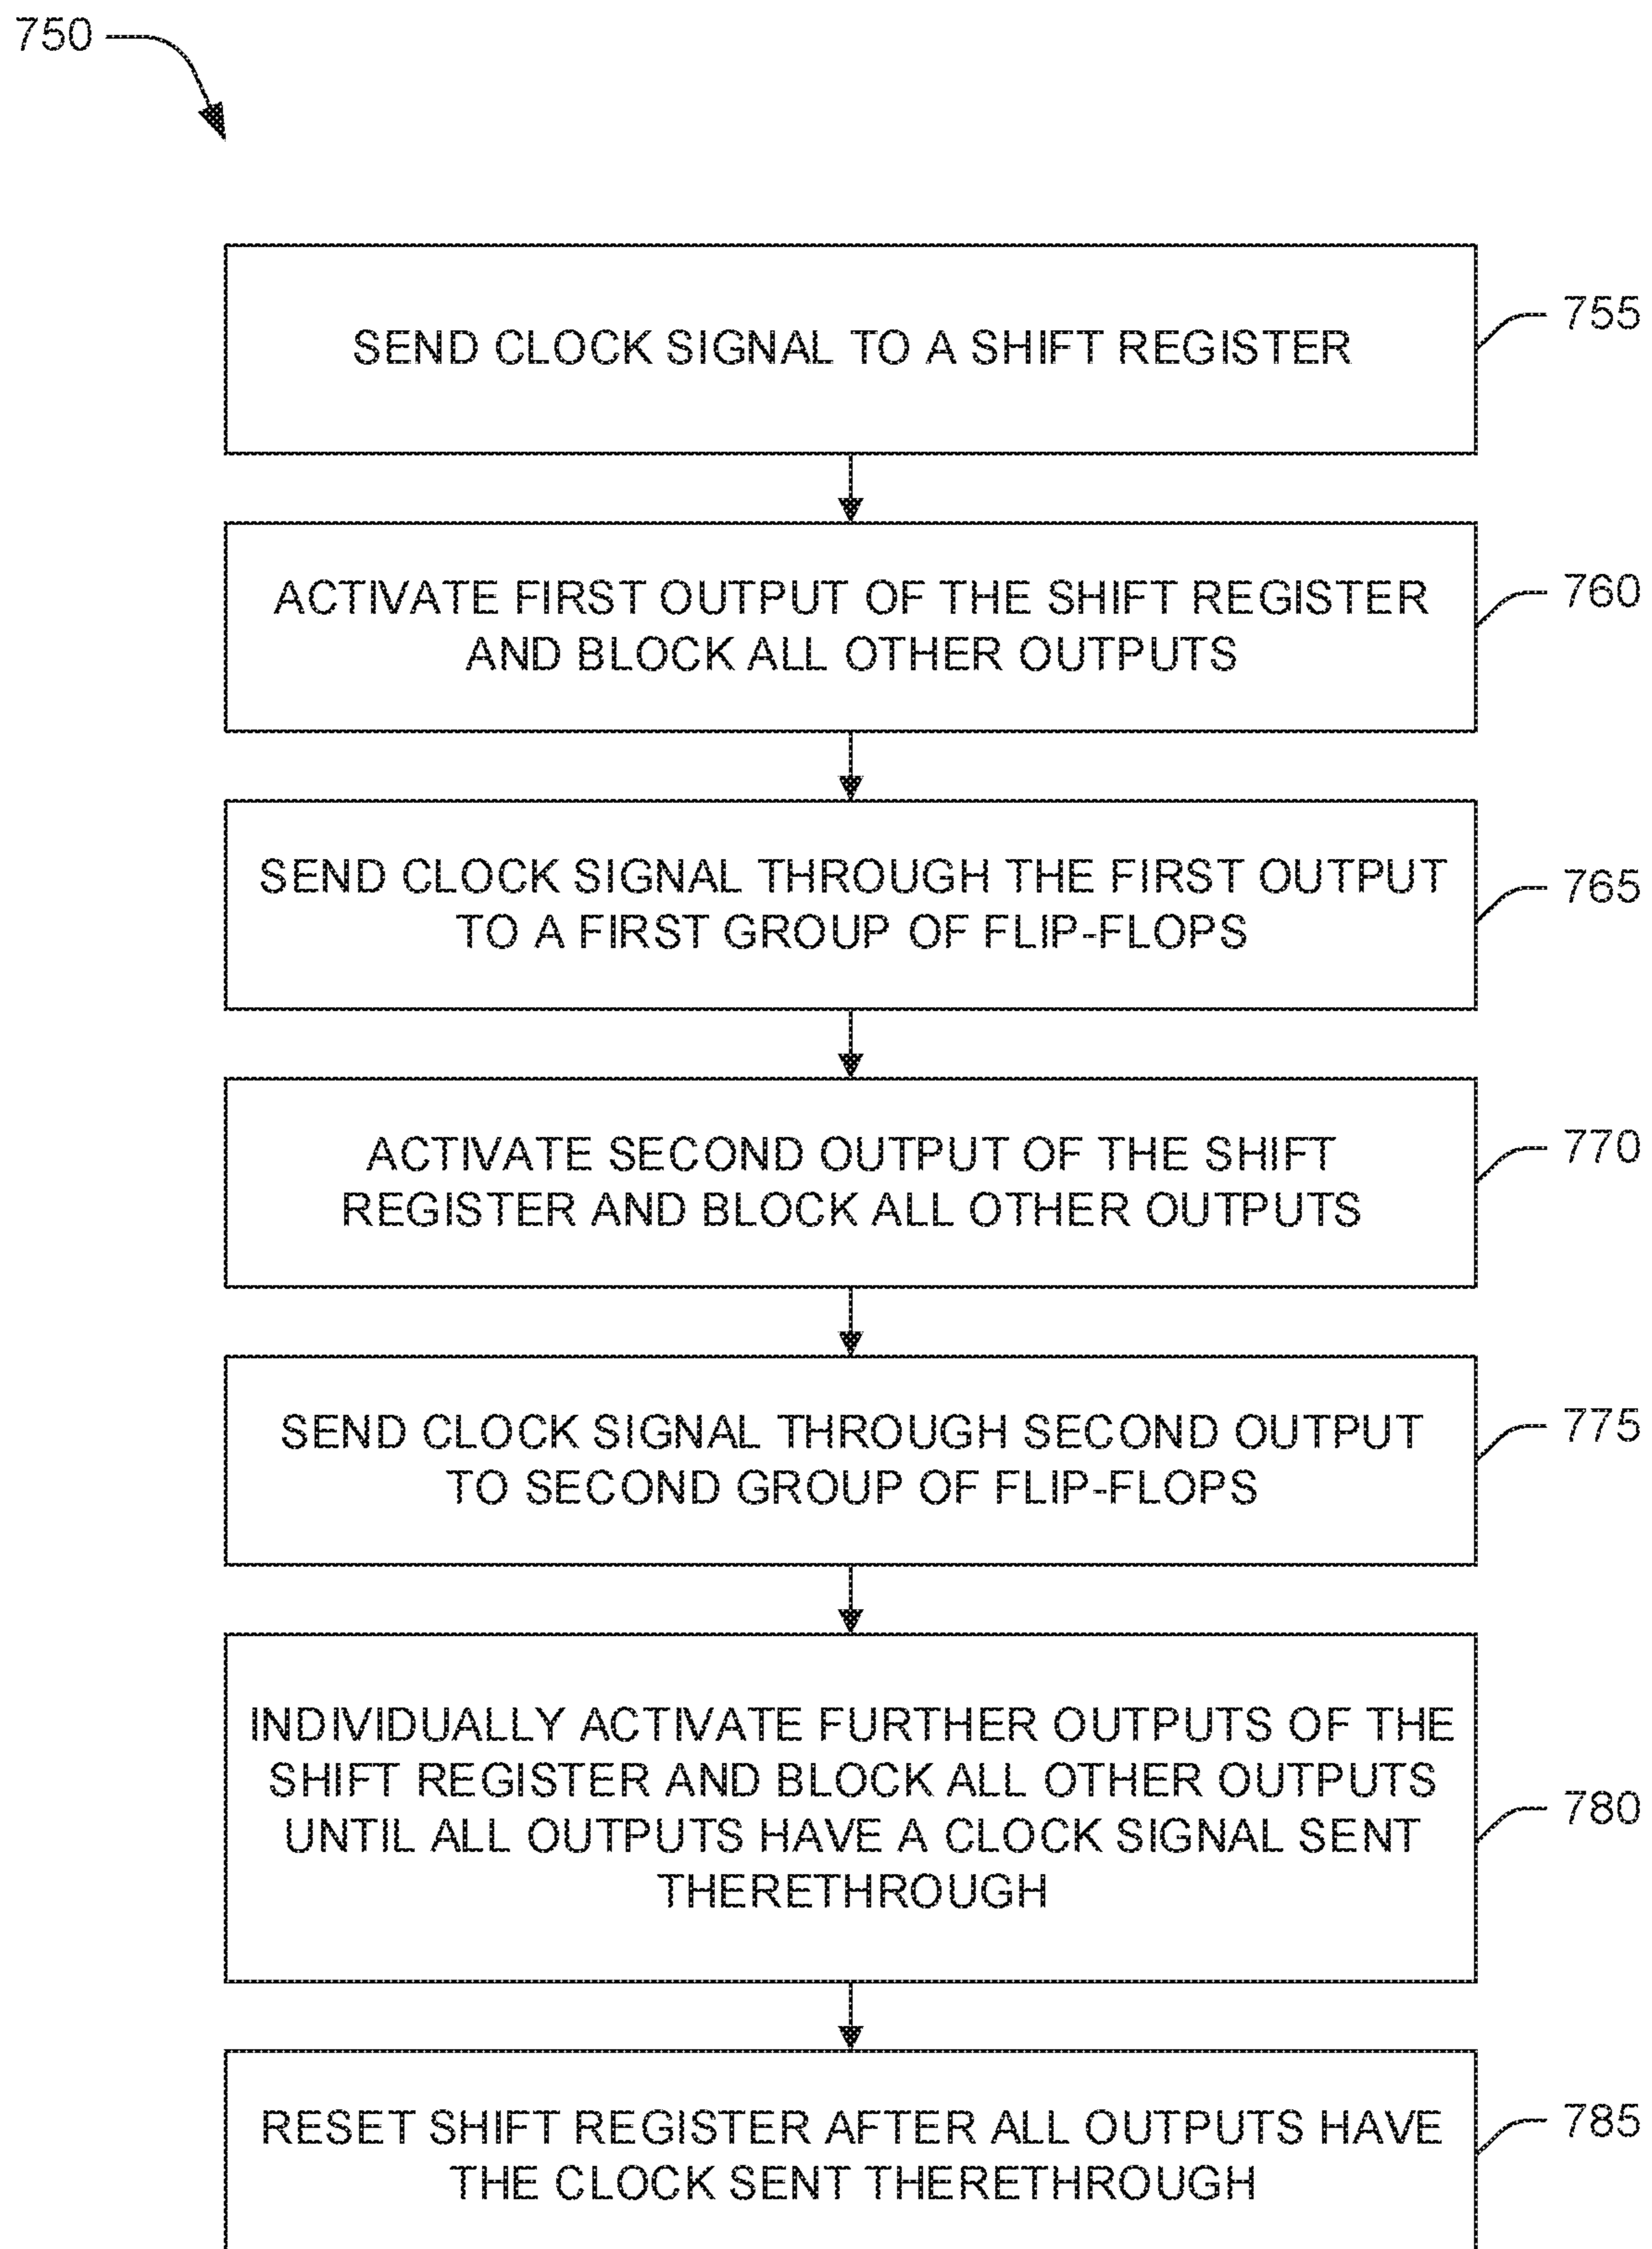 750
SEND CLOCK SIGNAL TO A SHIFT REGISTER
755
ACTIVATE FIRST OUTPUT OF THE SHIFT REGISTER
AND BLOCK ALL OTHER OUTPUTS
760
SEND CLOCK SIGNAL THROUGH THE FIRST OUTPUT
TO A FIRST GROUP OF FLIP-FLOPS
765
ACTIVATE SECOND OUTPUT OF THE SHIFT
REGISTER AND BLOCK ALL OTHER OUTPUTS
770
SEND CLOCK SIGNAL THROUGH SECOND OUTPUT
TO SECOND GROUP OF FLIP-FLOPS
775
INDIVIDUALLY ACTIVATE FURTHER OUTPUTS OF THE
SHIFT REGISTER AND BLOCK ALL OTHER OUTPUTS
UNTIL ALL OUTPUTS HAVE A CLOCK SIGNAL SENT
THERETHROUGH
780
RESET SHIFT REGISTER AFTER ALL OUTPUTS HAVE
THE CLOCK SENT THERETHROUGH
785